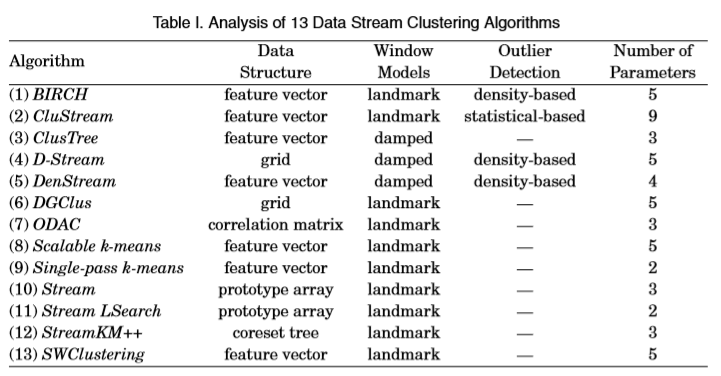 Table I. Analysis of 13 Data Stream Clustering Algorithms
Algorithm Data Structure Window Models Outlier Detection Number of Parameters
(1) BIRCH feature vector landmark density-based 5
(2) CluStream feature vector landmark statistical-based 9
(3) ClusTree feature vector damped — 3
(4) D-Stream grid damped density-based 5
(5) DenStream feature vector damped density-based 4
(6) DGClus grid landmark — 5
(7) ODAC correlation matrix landmark — 3
(8) Scalable k-means feature vector landmark — 5
(9) Single-pass k-means feature vector landmark — 2
(10) Stream prototype array landmark — 3
(11) Stream LSearch prototype array landmark — 2
(12) StreamKM++ coreset tree landmark — 3
(13) SWClustering feature vector landmark — 5